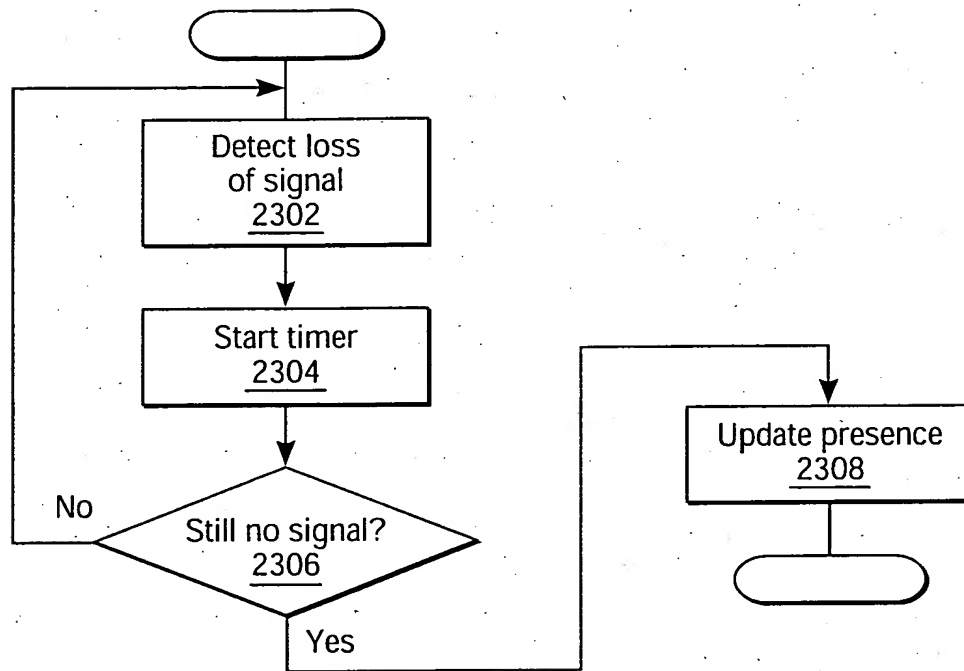 Detect loss
of signal
2302
Start timer
2304
No
Still no signal?
2306
Yes
Update presence
2308